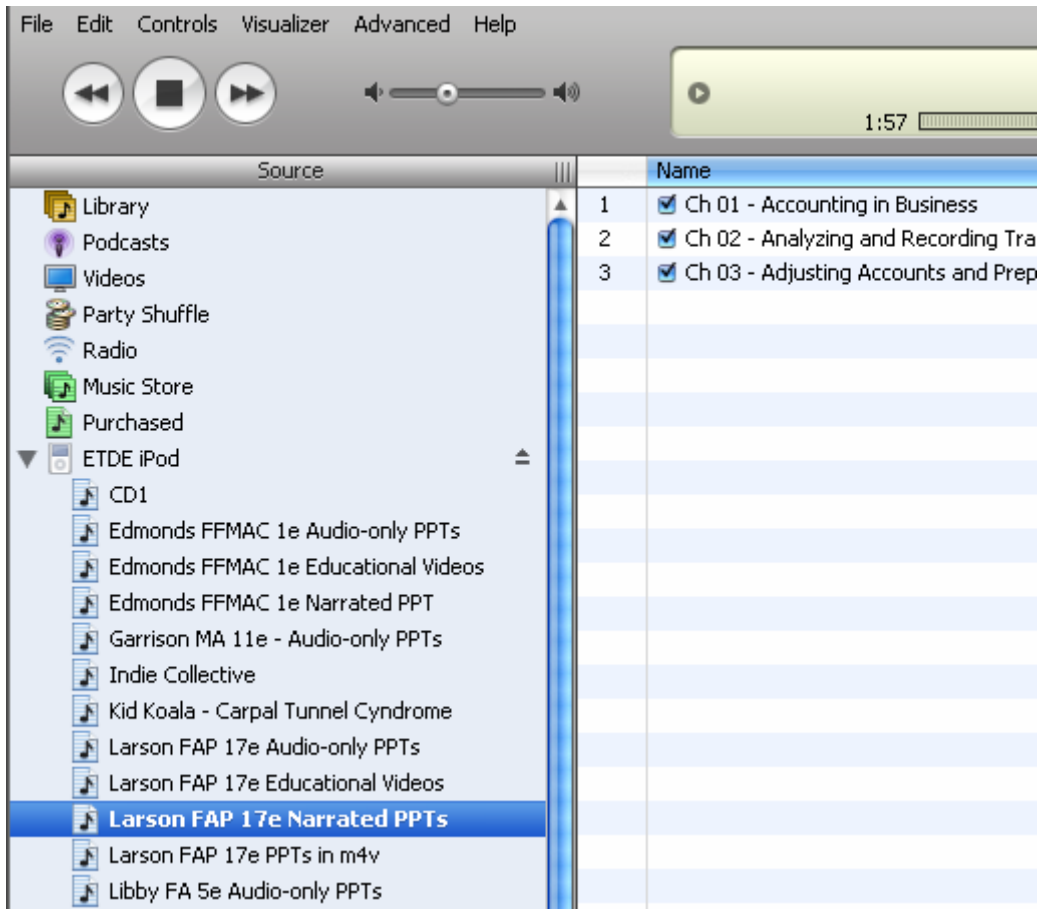 File Edit Controls Visualizer Advanced Help
1:57
Source
Library
Podcasts
Videos
Party Shuffle
Radio
Music Store
Purchased
ETDE iPod
CD1
Edmonds FFMAC 1e Audio-only PPTs
Edmonds FFMAC 1e Educational Videos
Edmonds FFMAC 1e Narrated PPT
Garrison MA 11e - Audio-only PPTs
Indie Collective
Kid Koala - Carpal Tunnel Cyndrome
Larson FAP 17e Audio-only PPTs
Larson FAP 17e Educational Videos
Larson FAP 17e Narrated PPTs
Larson FAP 17e PPTs in m4v
Libby FA 5e Audio-only PPTs
Name
1 Ch 01 - Accounting in Business
2 Ch 02 - Analyzing and Recording Tra
3 Ch 03 - Adjusting Accounts and Prep